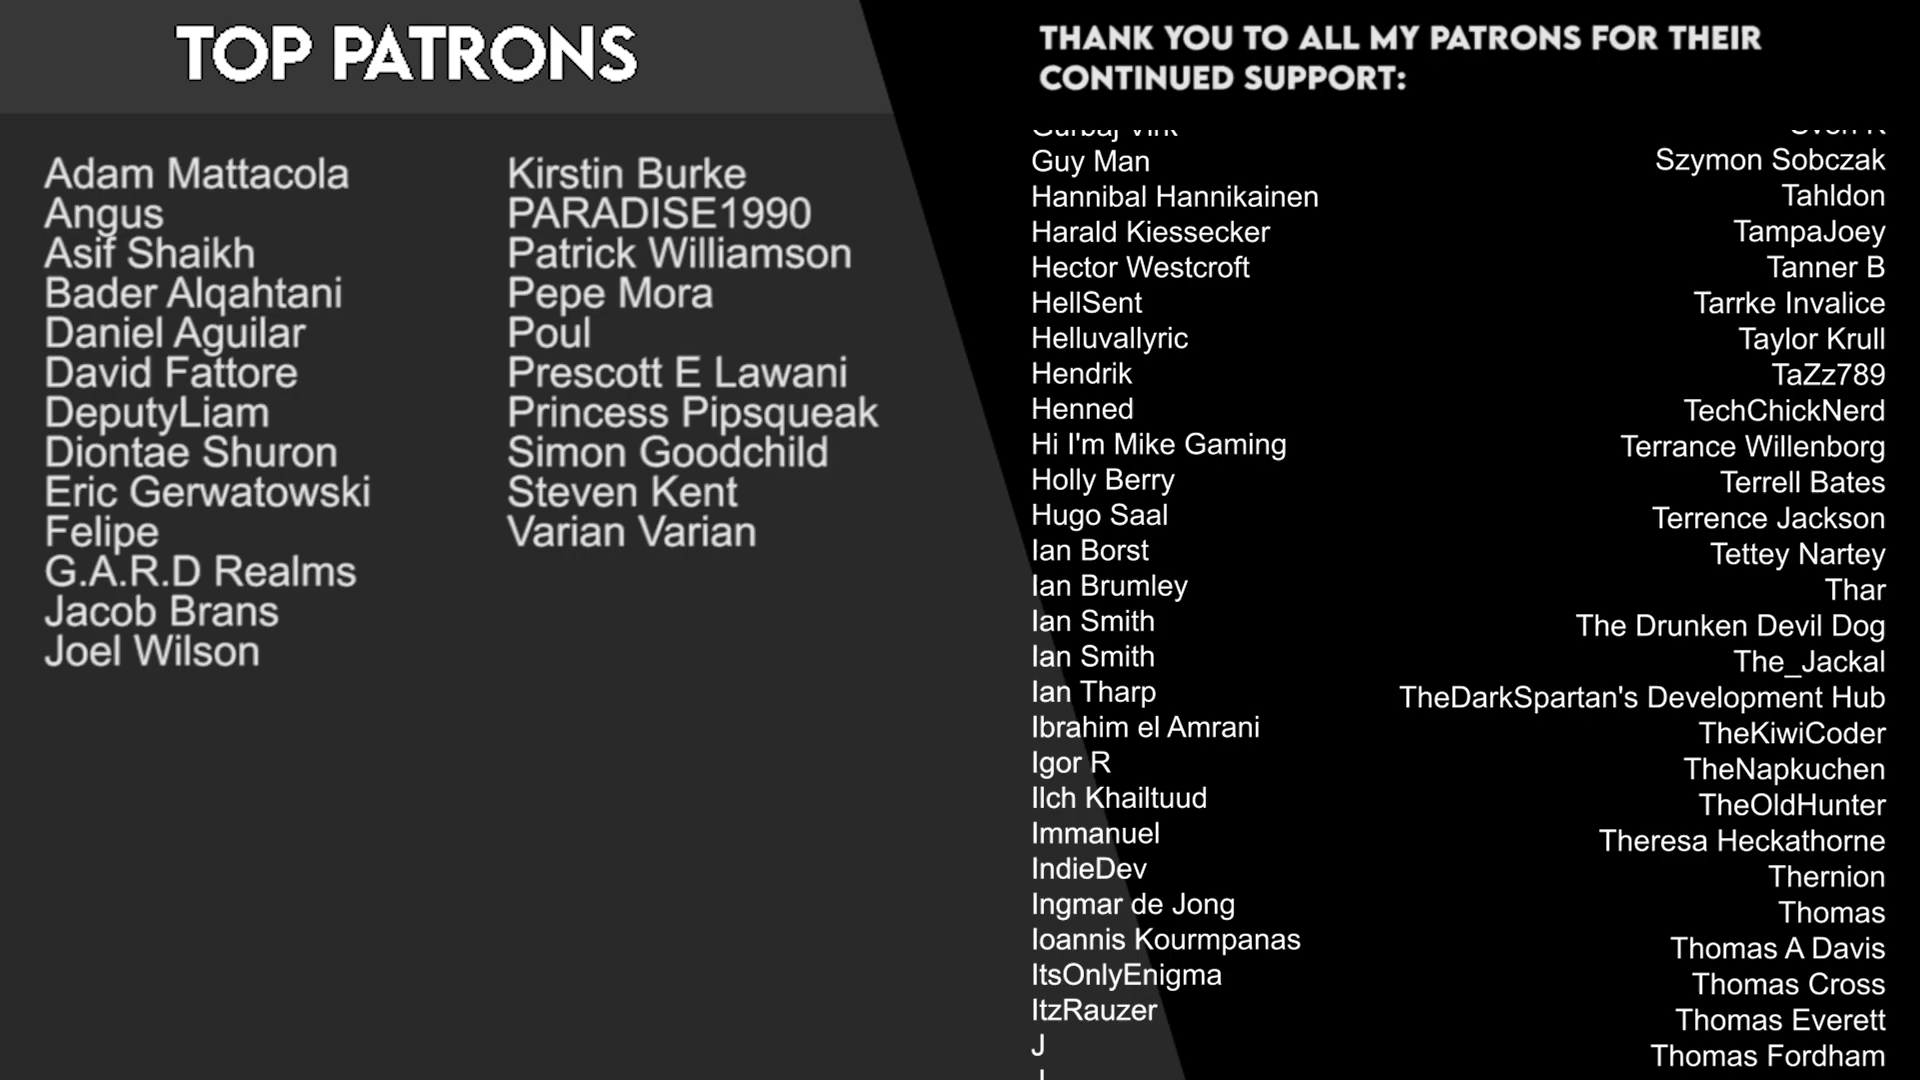 TOP PATRONS
Adam Mattacola
Angus
Asif Shaikh
Bader Alqahtani
Daniel Aguilar
David Fattore
DeputyLiam
Diontae Shuron
Eric Gerwatowski
Felipe
G.A.R.D Realms
Jacob Brans
Joel Wilson
Kirstin Burke
PARADISE1990
Patrick Williamson
Pepe Mora
Poul
Prescott E Lawani
Princess Pipsqueak
Simon Goodchild
Steven Kent
Varian Varian
THANK YOU TO ALL MY PATRONS FOR THEIR
CONTINUED SUPPORT:
Guy Man
Hannibal Hannikainen
Harald Kiessecker
Hector Westcroft
HellSent
Helluvallyric
Hendrik
Henned
Hi I'm Mike Gaming
Holly Berry
Hugo Saal
Ian Borst
Ian Brumley
Ian Smith
Ian Smith
Ian Tharp
Ibrahim el Amrani
Igor R
Ilch Khailtuud
Immanuel
IndieDev
Ingmar de Jong
Ioannis Kourmpanas
ItsOnlyEnigma
ItzRauzer
J
Szymon Sobczak
Tahldon
TampaJoey
Tanner B
Tarrke Invalice
Taylor Krull
TaZz789
TechChickNerd
Terrance Willenborg
Terrell Bates
Terrence Jackson
Tettey Nartey
Thar
The Drunken Devil Dog
The_Jackal
TheDarkSpartan's Development Hub
TheKiwiCoder
TheNapkuchen
TheOldHunter
Theresa Heckathorne
Thernion
Thomas
Thomas A Davis
Thomas Cross
Thomas Everett
Thomas Fordham